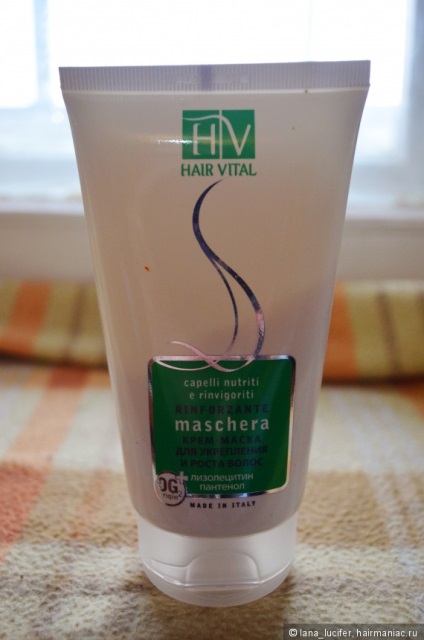 HV
HAIR VITAL
capelli nutriti
e rinvigoriti
RINFORZANTE
maschera
КРЕМ-МАСКА
ДЛЯ УКРЕПЛЕНИЯ
И РОСТА ВОЛОС
OG
+ лизолецитин
пантенол
MADE IN ITALY
© lana_lucifer, hairmaniac.ru